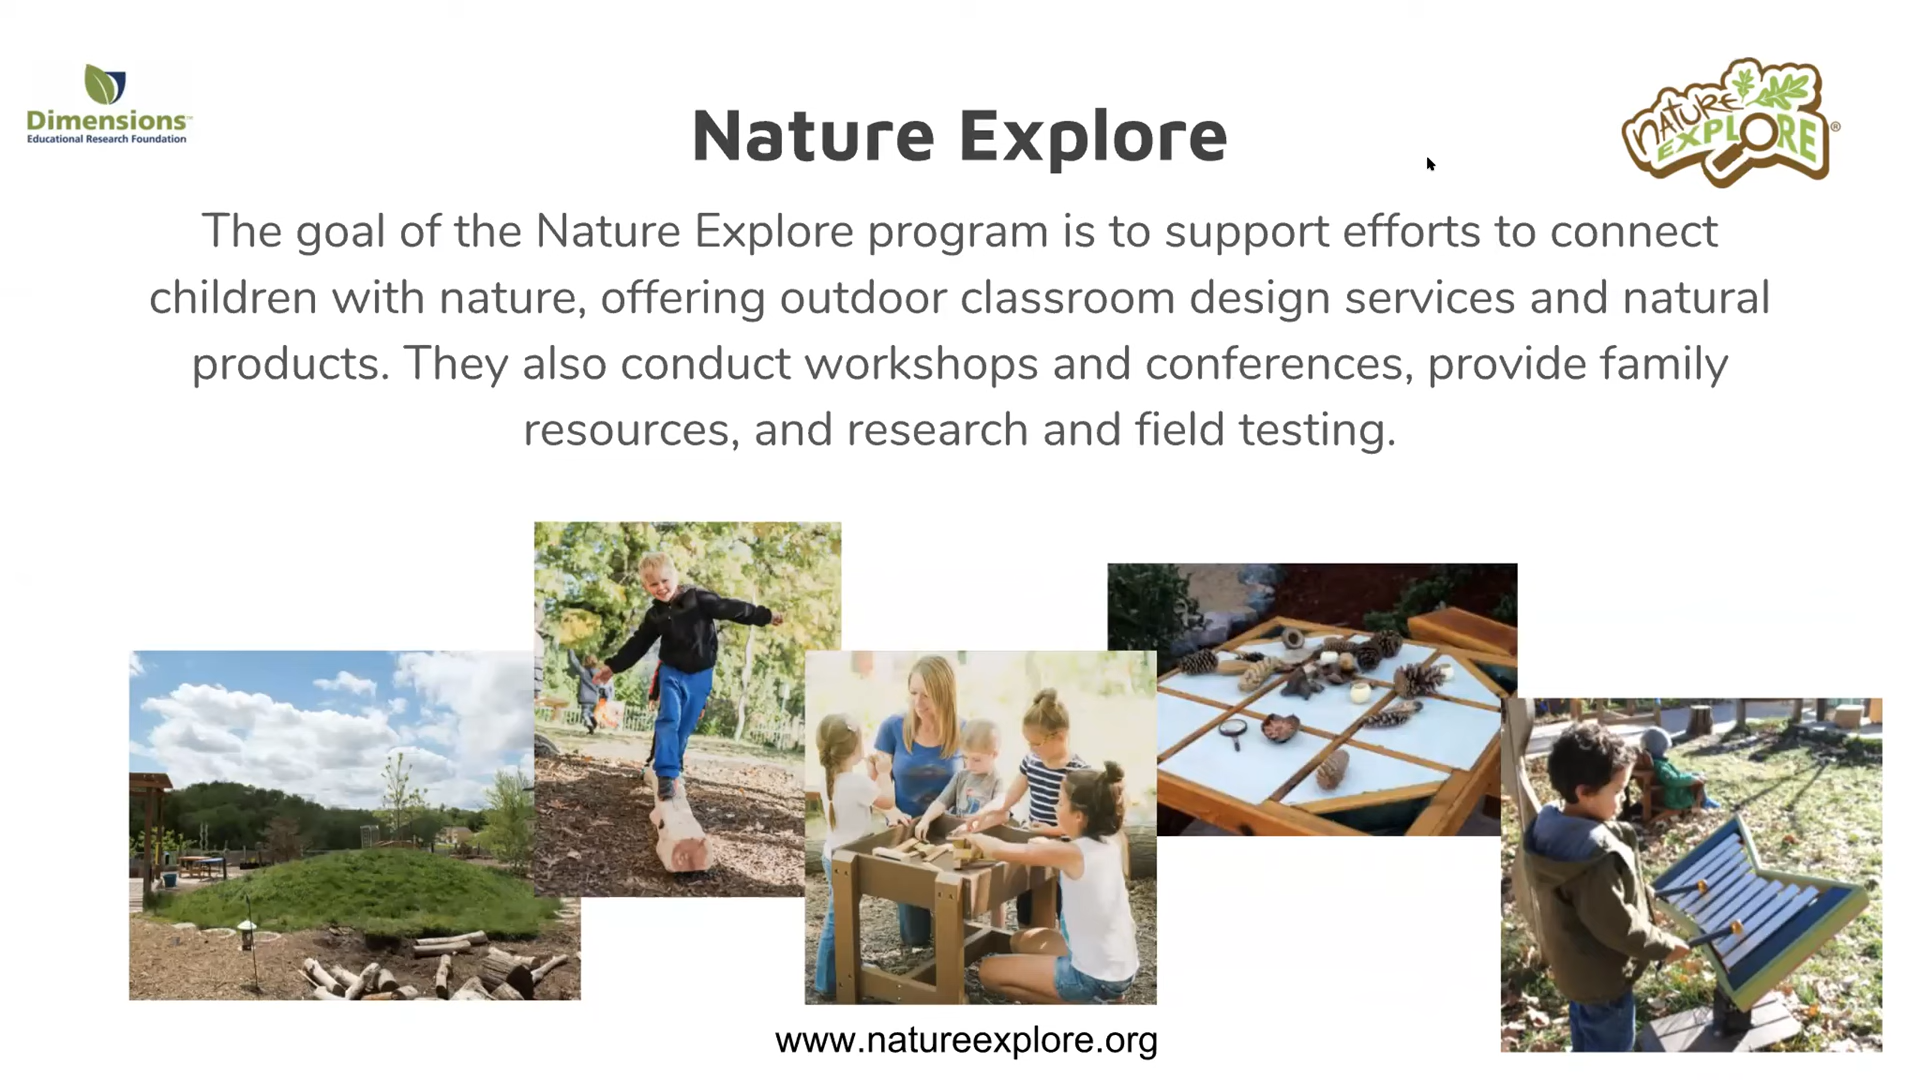 Dimensions
Educational Research Foundation
Nature Explore
NATURE
EXPLORE®
The goal of the Nature Explore program is to support efforts to connect
children with nature, offering outdoor classroom design services and natural
products. They also conduct workshops and conferences, provide family
resources, and research and field testing.
www.natureexplore.org